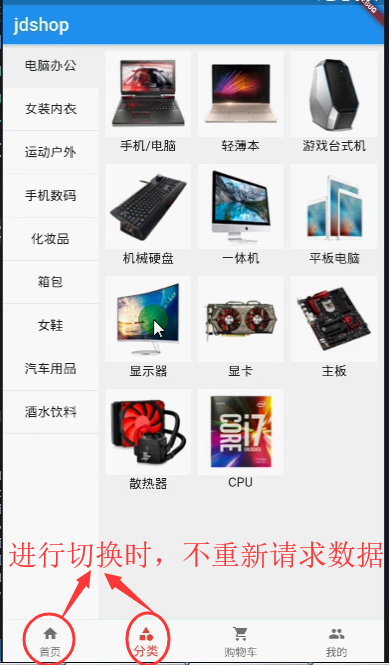 jdshop
电脑办公
女装内衣
运动户外
手机数码
化妆品
箱包
女鞋
汽车用品
酒水饮料
手机/电脑 轻薄本 游戏台式机
机械硬盘 一体机 平板电脑
显示器 显卡 主板
散热器 CPU
CORE i7
进行切换时，不重新请求数据
首页 分类 购物车 我的